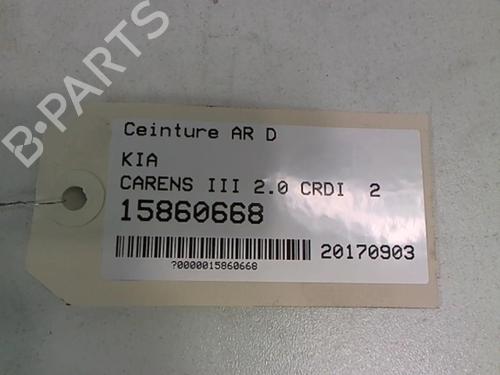 B-PARTS
Ceinture AR D
KIA
CARENS III 2.0 CRDI 2
15860668
20170903
?0000015860668